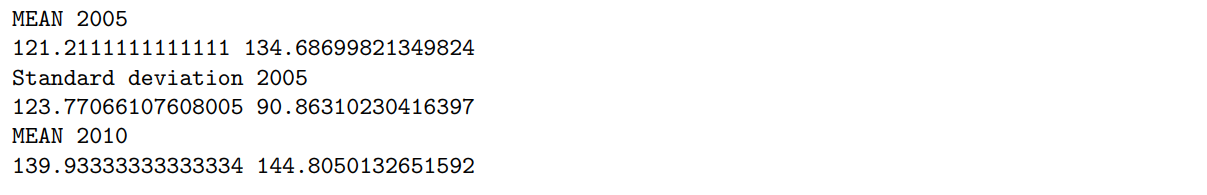 MEAN 2005
121.2111111111111 134.68699821349824
Standard deviation 2005
123.77066107608005 90.86310230416397
MEAN 2010
139.93333333333334 144.8050132651592